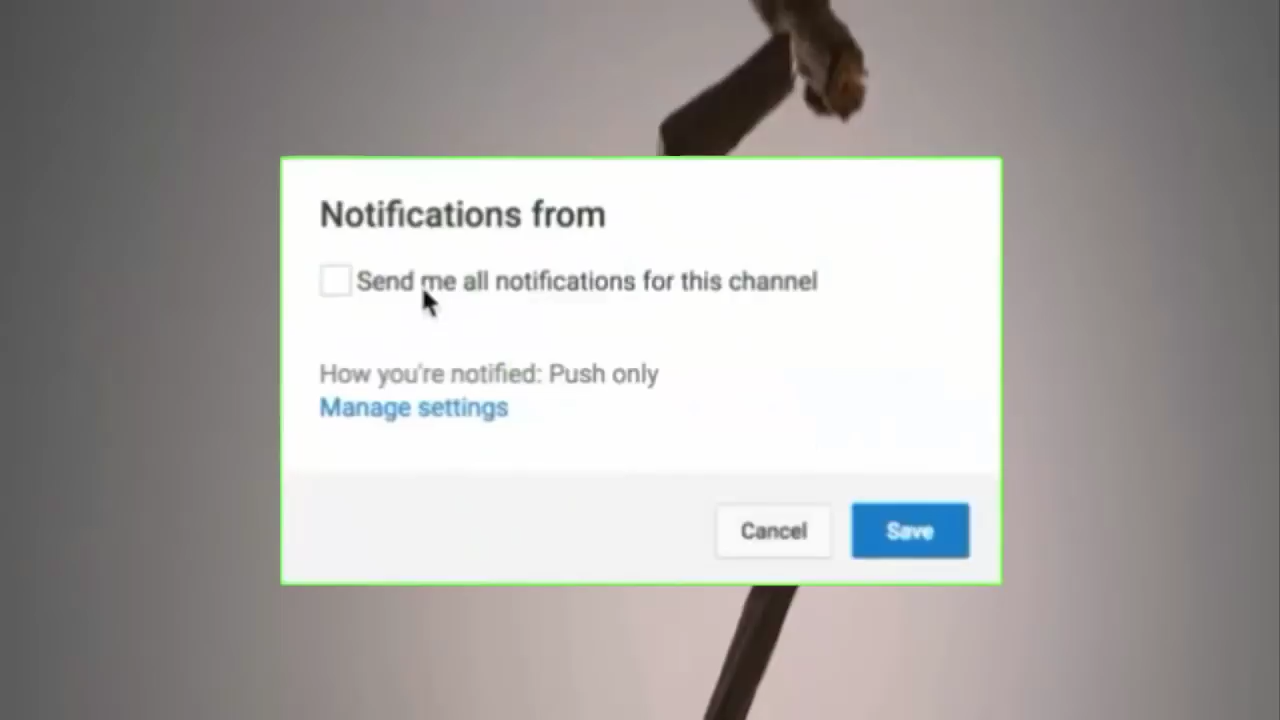 Notifications from
Send me all notifications for this channel
How you're notified: Push only
Manage settings
Cancel
Save